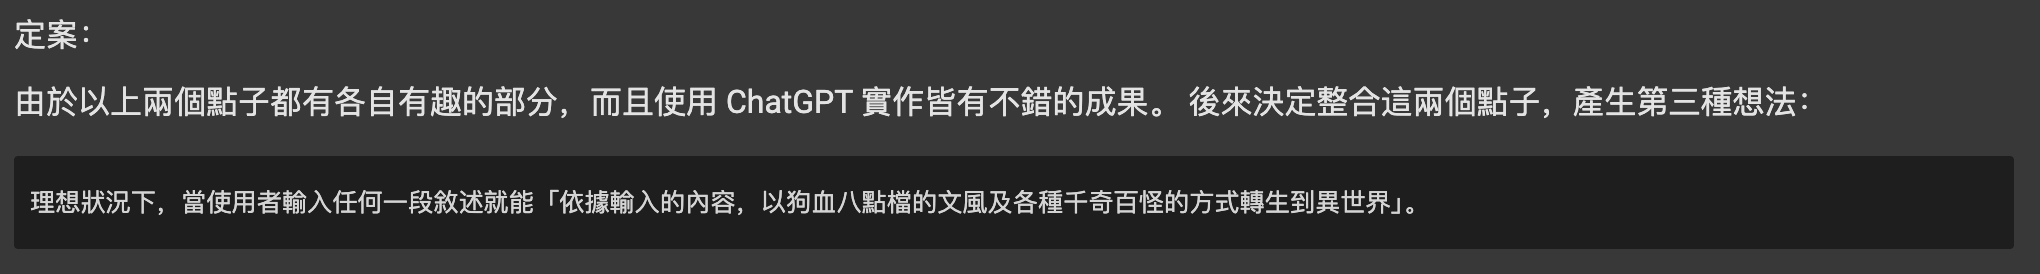 定案：
由於以上兩個點子都有各自有趣的部分，而且使用 ChatGPT 實作皆有不錯的成果。 後來決定整合這兩個點子，產生第三種想法：
理想狀況下，當使用者輸入任何一段敘述就能「依據輸入的內容，以狗血八點檔的文風及各種千奇百怪的方式轉生到異世界」。